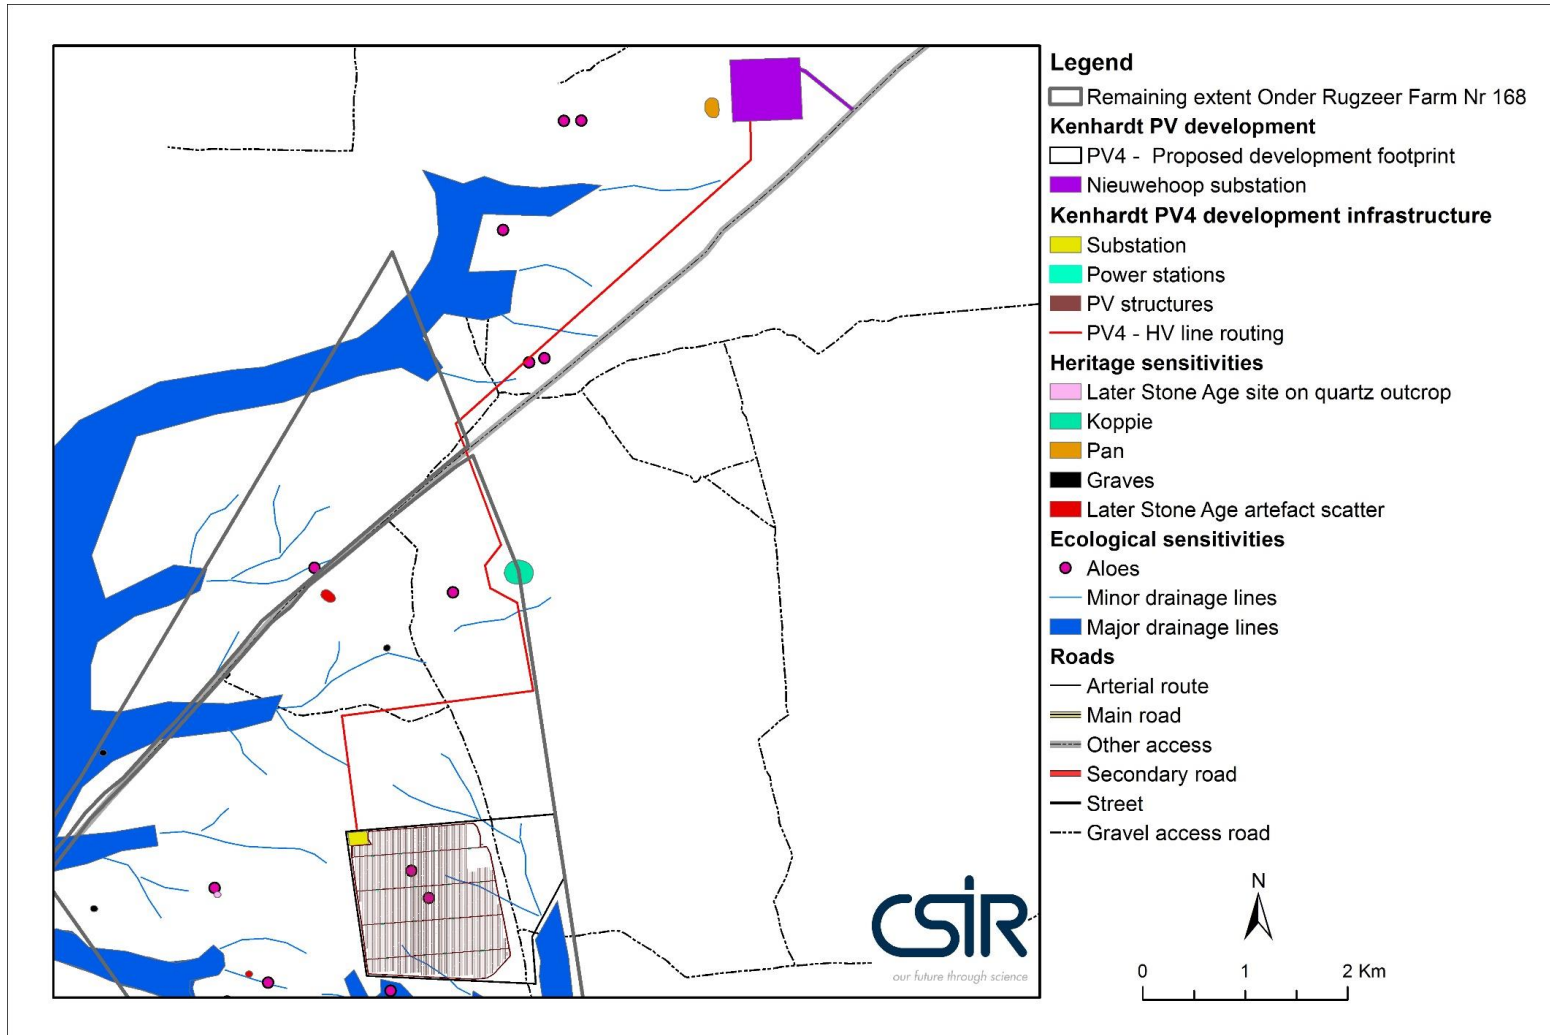 Legend
Remaining extent Onder Rugzeer Farm Nr 168
Kenhardt PV development
PV4 - Proposed development footprint
Nieuwehoop substation
Kenhardt PV4 development infrastructure
Substation
Power stations
PV structures
PV4 - HV line routing
Heritage sensitivities
Later Stone Age site on quartz outcrop
Koppie
Pan
Graves
Later Stone Age artefact scatter
Ecological sensitivities
Aloes
Minor drainage lines
Major drainage lines
Roads
Arterial route
Main road
Other access
Secondary road
Street
Gravel access road
CSIR
our future through science
N
0 1 2 Km